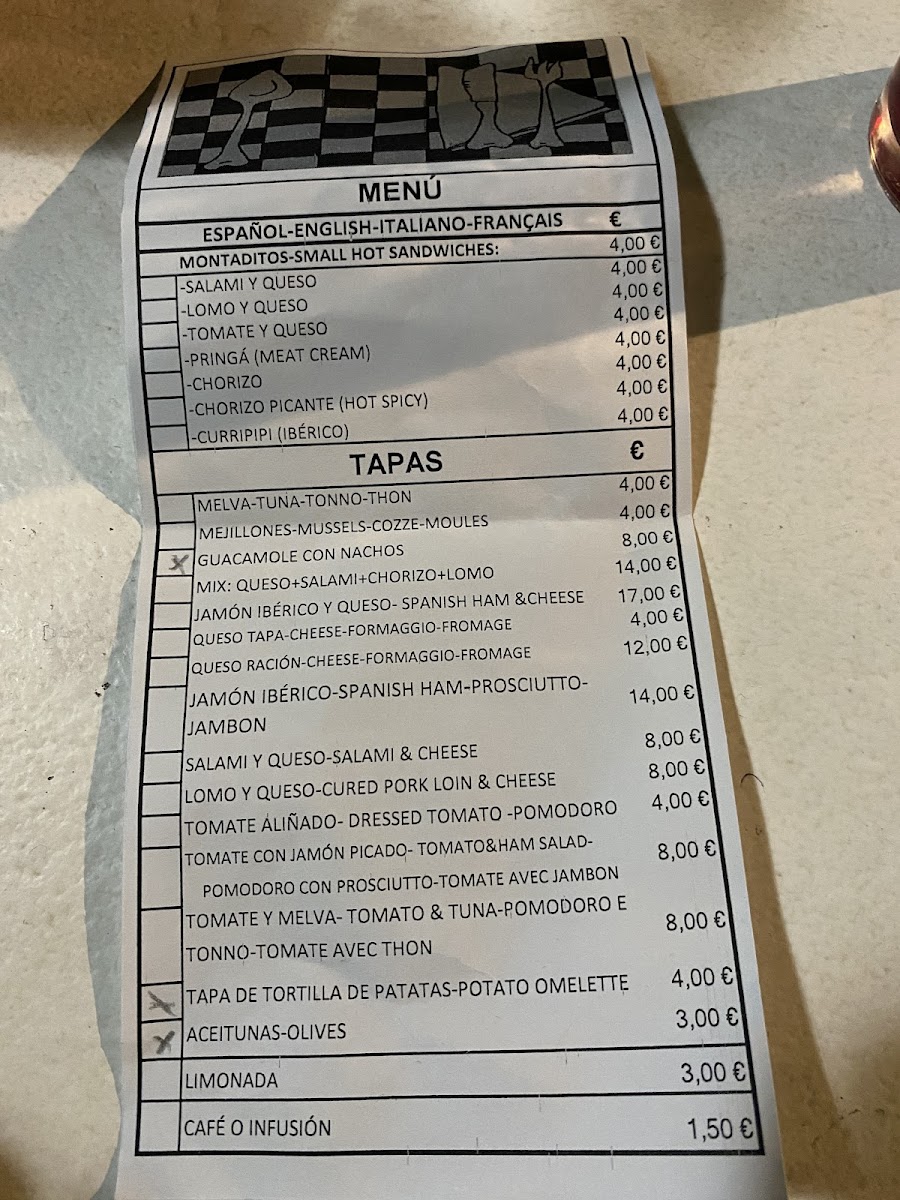 MENÚ
ESPAÑOL-ENGLISH-ITALIANO-FRANÇAIS €
MONTADITOS-SMALL HOT SANDWICHES: 4,00 €
-SALAMI Y QUESO 4,00 €
-LOMO Y QUESO 4,00 €
-TOMATE Y QUESO 4,00 €
-PRINGÁ (MEAT CREAM) 4,00 €
-CHORIZO 4,00 €
-CHORIZO PICANTE (HOT SPICY) 4,00 €
-CURRIPIPI (IBÉRICO) 4,00 €
TAPAS €
MELVA-TUNA-TONNO-THON 4,00 €
MEJILLONES-MUSSELS-COZZE-MOULES 4,00 €
X GUACAMOLE CON NACHOS 8,00 €
MIX: QUESO+SALAMI+CHORIZO+LOMO 14,00 €
JAMÓN IBÉRICO Y QUESO- SPANISH HAM &CHEESE 17,00 €
QUESO TAPA-CHEESE-FORMAGGIO-FROMAGE 4,00 €
QUESO RACIÓN-CHEESE-FORMAGGIO-FROMAGE 12,00 €
JAMÓN IBÉRICO-SPANISH HAM-PROSCIUTTO-
JAMBON 14,00 €
SALAMI Y QUESO-SALAMI & CHEESE 8,00 €
LOMO Y QUESO-CURED PORK LOIN & CHEESE 8,00 €
TOMATE ALIÑADO- DRESSED TOMATO -POMODORO 4,00 €
TOMATE CON JAMÓN PICADO- TOMATO&HAM SALAD-
POMODORO CON PROSCIUTTO-TOMATE AVEC JAMBON 8,00 €
TOMATE Y MELVA- TOMATO & TUNA-POMODORO E
TONNO-TOMATE AVEC THON 8,00 €
X TAPA DE TORTILLA DE PATATAS-POTATO OMELETTE 4,00 €
X ACEITUNAS-OLIVES 3,00 €
LIMONADA 3,00 €
CAFÉ O INFUSIÓN 1,50 €